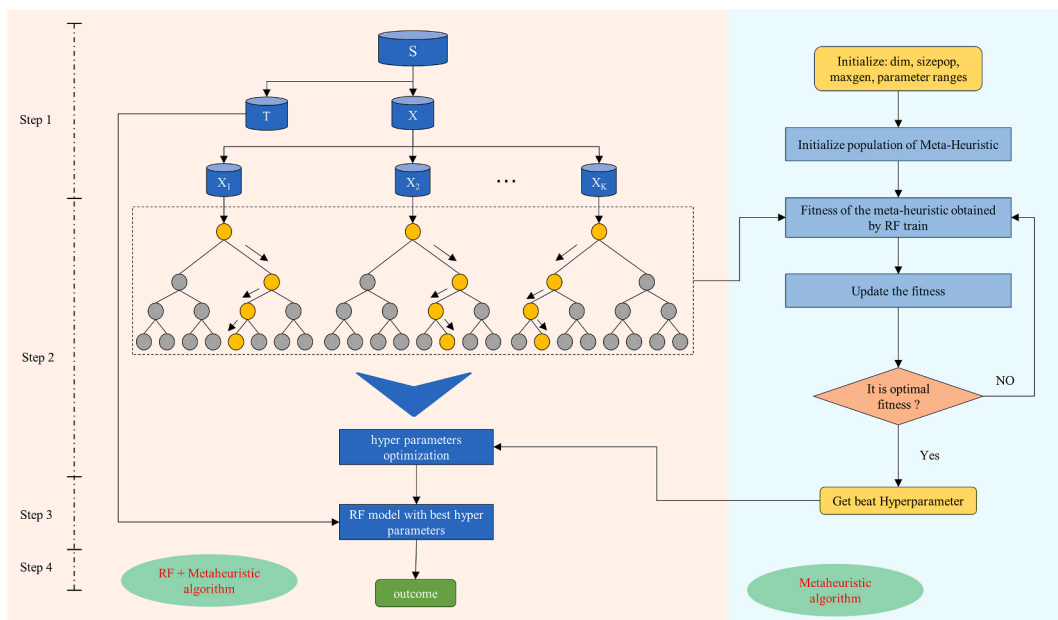 S
T
X
Step 1
X1
X2
...
XK
Step 2
hyper parameters
optimization
Step 3
RF model with best hyper
parameters
Step 4
RF + Metaheuristic
algorithm
outcome
Initialize: dim, sizepop,
maxgen, parameter ranges
Initialize population of Meta-Heuristic
Fitness of the meta-heuristic obtained
by RF train
Update the fitness
It is optimal
fitness ?
NO
Yes
Get beat Hyperparameter
Metaheuristic
algorithm